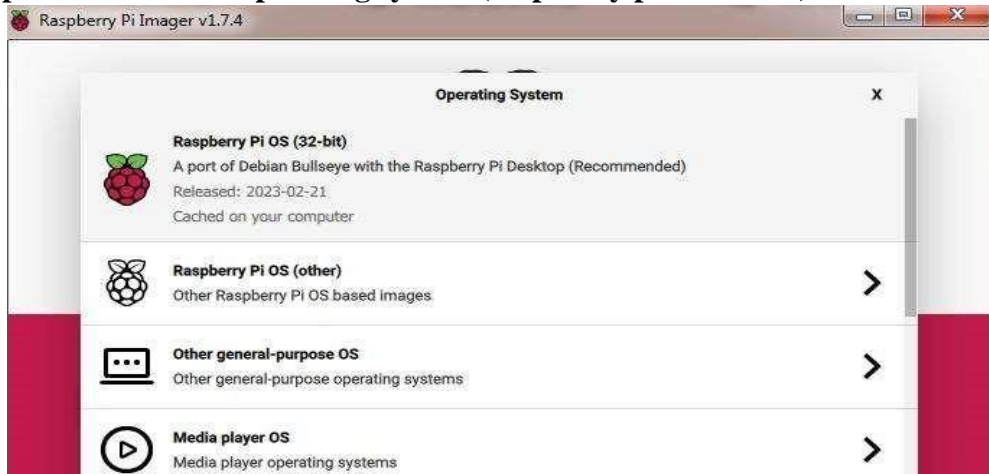 Raspberry Pi Imager v1.7.4
Operating System
X
Raspberry Pi OS (32-bit)
A port of Debian Bullseye with the Raspberry Pi Desktop (Recommended)
Released: 2023-02-21
Cached on your computer
Raspberry Pi OS (other)
Other Raspberry Pi OS based images
Other general-purpose OS
Other general-purpose operating systems
Media player OS
Media player operating systems